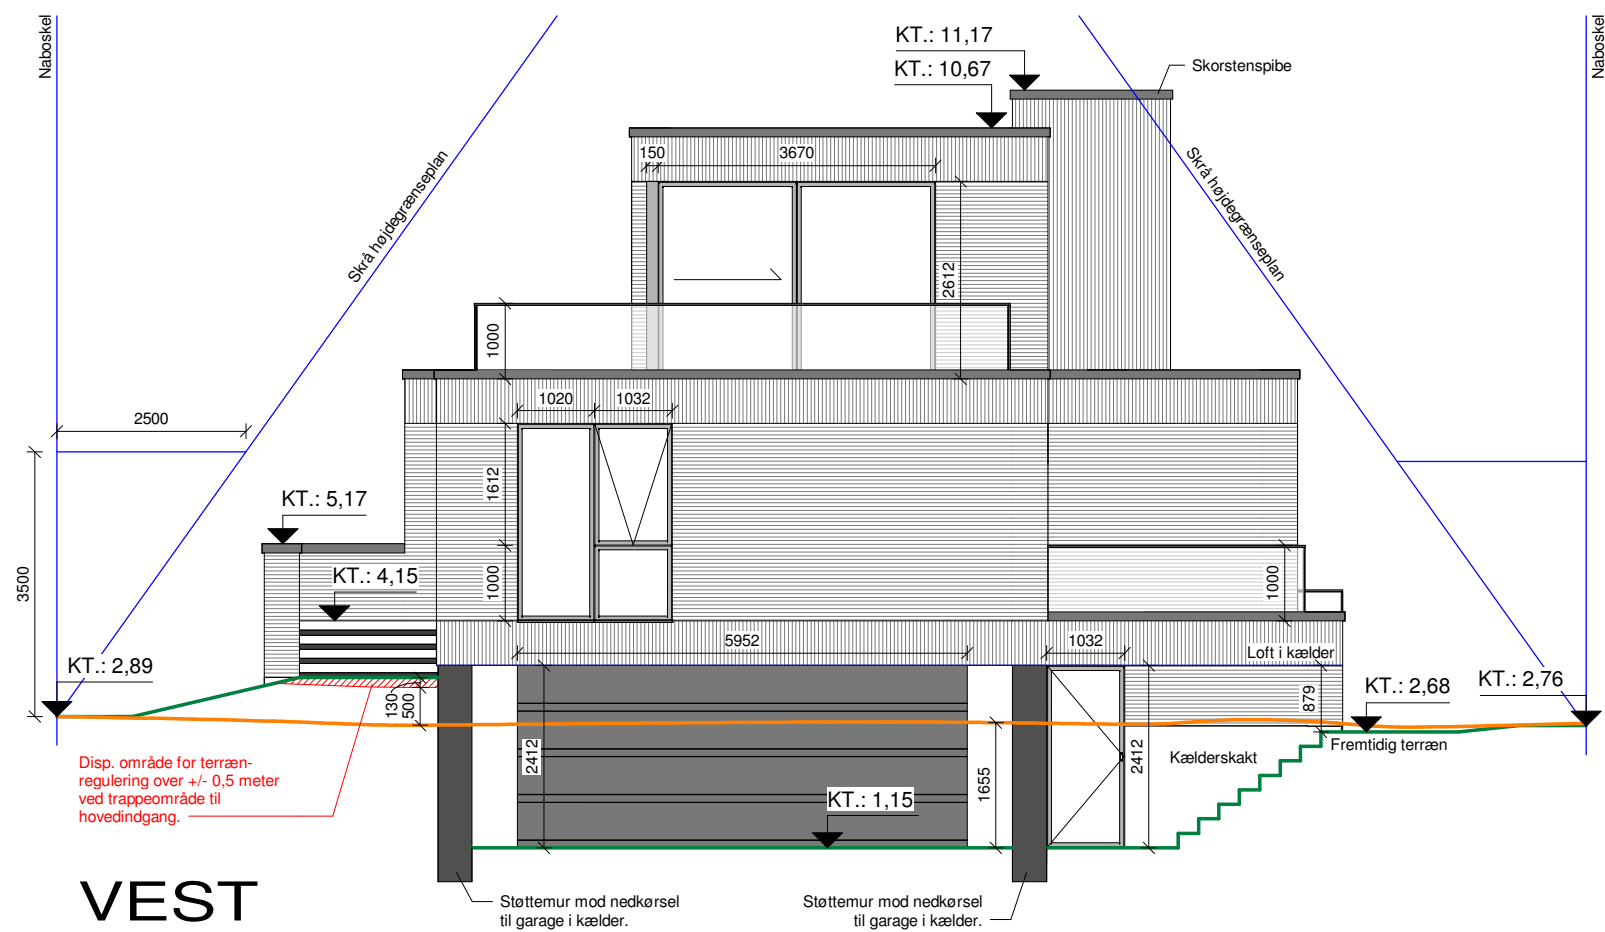 Naboskel
Naboskel
KT.: 11,17
KT.: 10,67
Skorstenspibe
150
3670
Skrå højdegrænseplan
Skrå højdegrænseplan
2612
1000
1020
1032
2500
1612
KT.: 5,17
3500
KT.: 4,15
1000
1000
5952
1032
Loft i kælder
KT.: 2,89
KT.: 2,68
KT.: 2,76
879
130
500
Fremtidig terræn
2412
1655
2412
Kælderskakt
Disp. område for terræn-
regulering over +/- 0,5 meter
ved trappeområde til
hovedindgang.
KT.: 1,15
VEST
Støttemur mod nedkørsel
til garage i kælder.
Støttemur mod nedkørsel
til garage i kælder.